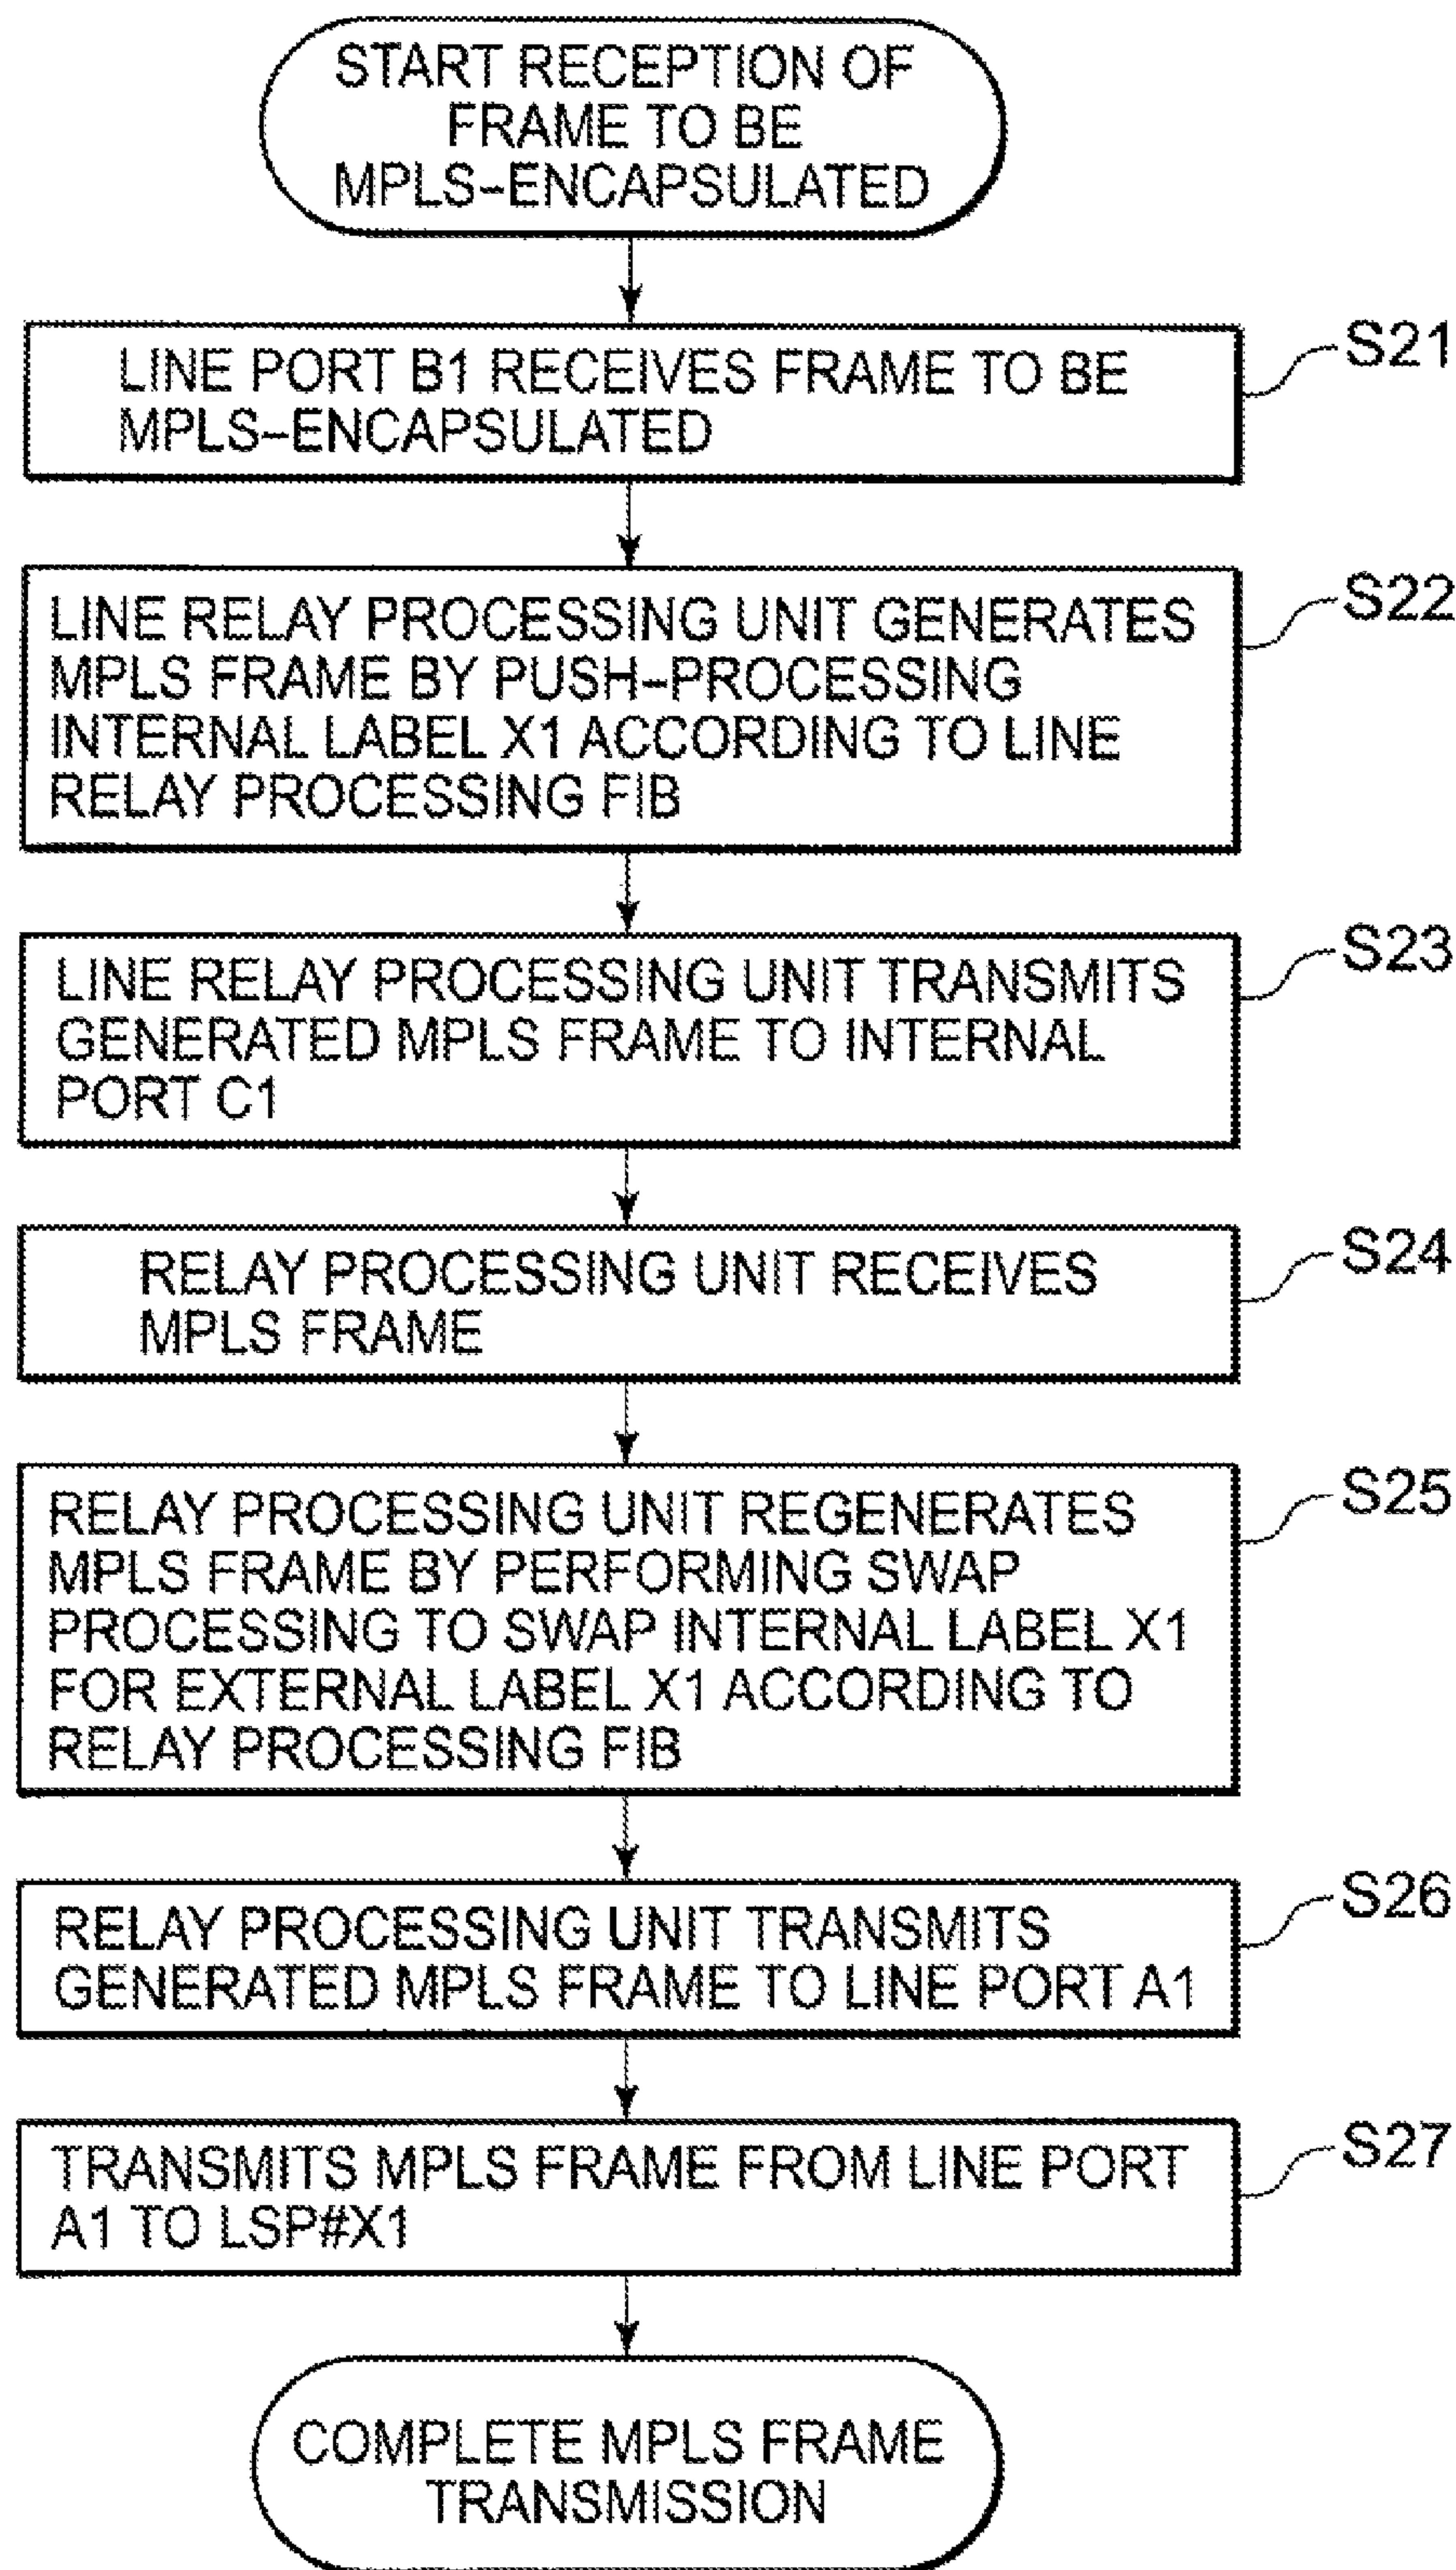 START RECEPTION OF
FRAME TO BE
MPLS-ENCAPSULATED
LINE PORT B1 RECEIVES FRAME TO BE
MPLS-ENCAPSULATED
S21
LINE RELAY PROCESSING UNIT GENERATES
MPLS FRAME BY PUSH-PROCESSING
INTERNAL LABEL X1 ACCORDING TO LINE
RELAY PROCESSING FIB
S22
LINE RELAY PROCESSING UNIT TRANSMITS
GENERATED MPLS FRAME TO INTERNAL
PORT C1
S23
RELAY PROCESSING UNIT RECEIVES
MPLS FRAME
S24
RELAY PROCESSING UNIT REGENERATES
MPLS FRAME BY PERFORMING SWAP
PROCESSING TO SWAP INTERNAL LABEL X1
FOR EXTERNAL LABEL X1 ACCORDING TO
RELAY PROCESSING FIB
S25
RELAY PROCESSING UNIT TRANSMITS
GENERATED MPLS FRAME TO LINE PORT A1
S26
TRANSMITS MPLS FRAME FROM LINE PORT
A1 TO LSP#X1
S27
COMPLETE MPLS FRAME
TRANSMISSION